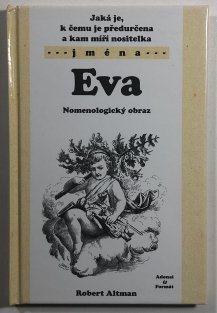 Jaká je,
k čemu je předurčena
a kam míří nositelka
---jména---
Eva
Nomenologický obraz
Adonai
&
Formát
Robert Altman